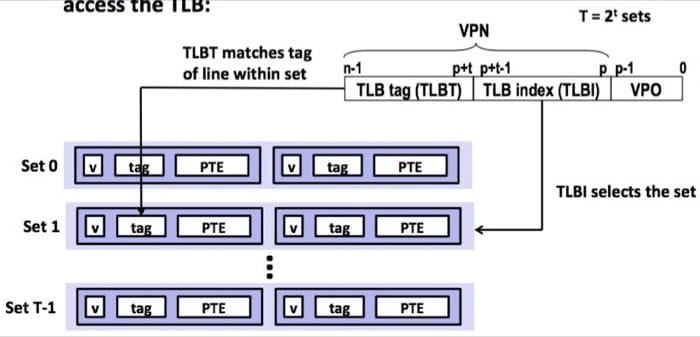 access the TLB:
T = 2ᵗ sets
VPN
TLBT matches tag
of line within set
n-1 p+t p+t-1 p p-1 0
TLB tag (TLBT) TLB index (TLBI) VPO
Set 0 v tag PTE v tag PTE
TLBI selects the set
Set 1 v tag PTE v tag PTE
⋮
Set T-1 v tag PTE v tag PTE